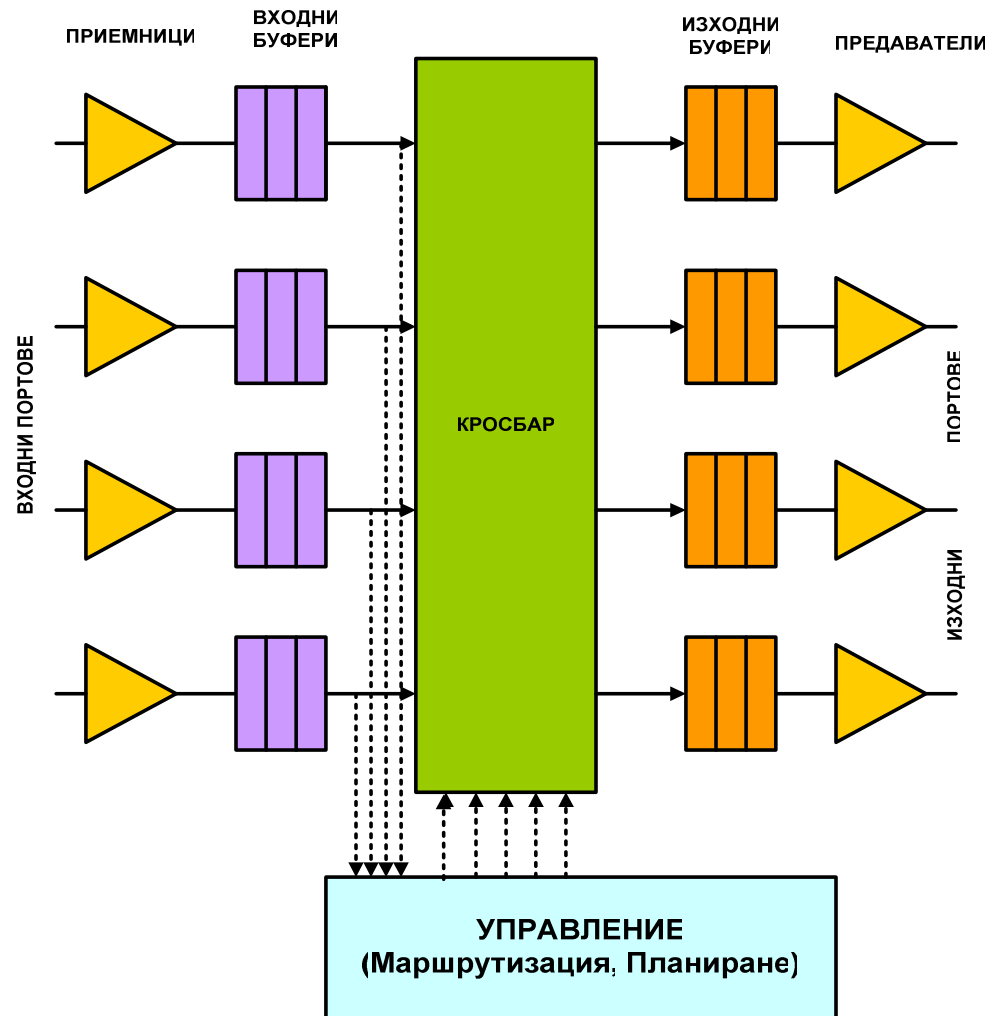 ПРИЕМНИЦИ
ВХОДНИ
БУФЕРИ
ИЗХОДНИ
БУФЕРИ
ПРЕДАВАТЕЛИ
ВХОДНИ ПОРТОВЕ
КРОСБАР
ПОРТОВЕ
ИЗХОДНИ
УПРАВЛЕНИЕ
(Маршрутизация, Планиране)